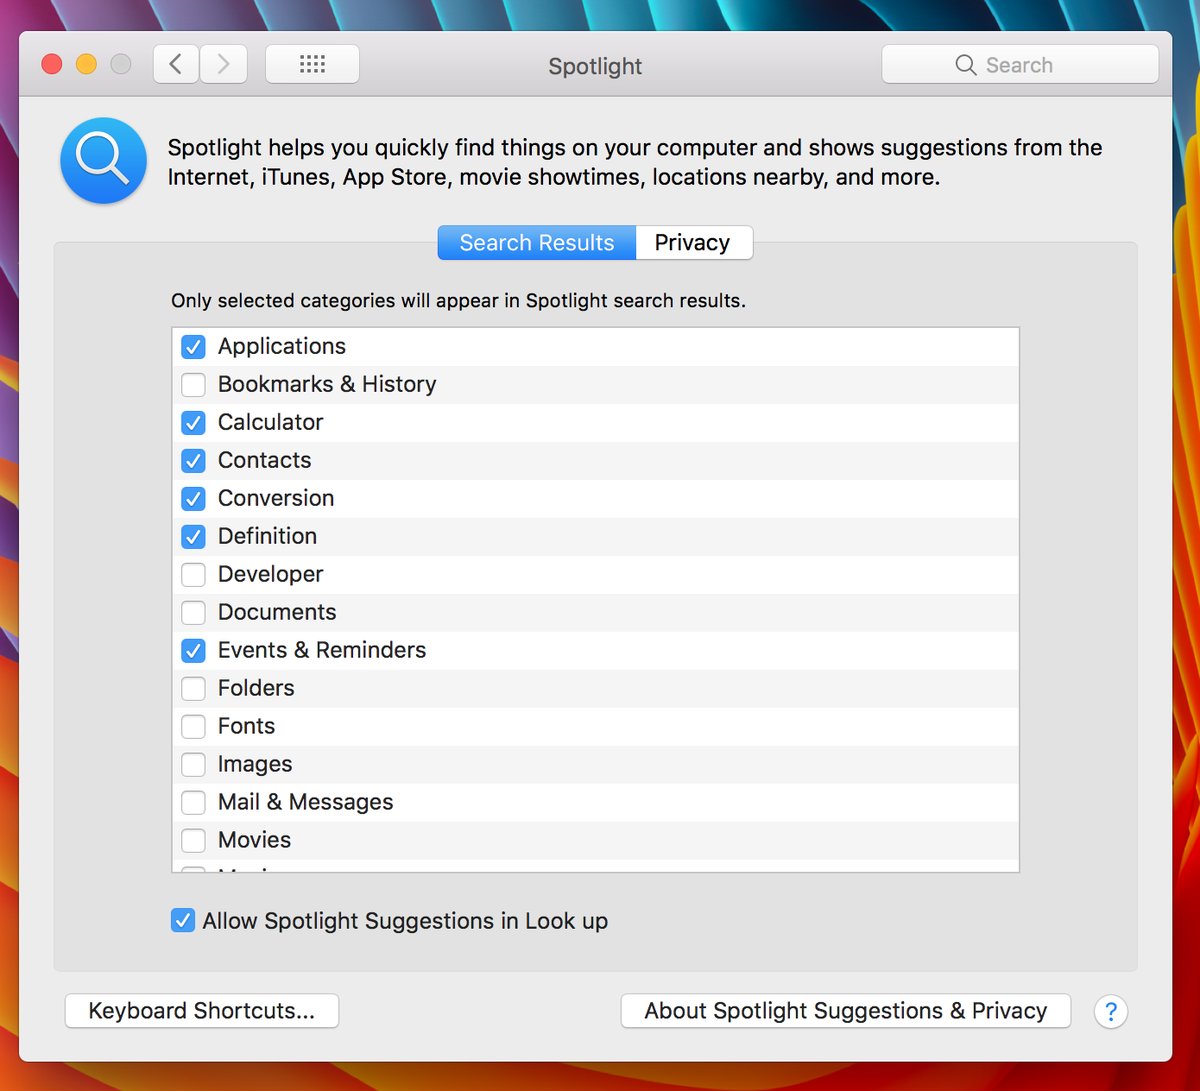 Spotlight
Search
Spotlight helps you quickly find things on your computer and shows suggestions from the
Internet, iTunes, App Store, movie showtimes, locations nearby, and more.
Search Results
Privacy
Only selected categories will appear in Spotlight search results.
Applications
Bookmarks & History
Calculator
Contacts
Conversion
Definition
Developer
Documents
Events & Reminders
Folders
Fonts
Images
Mail & Messages
Movies
Allow Spotlight Suggestions in Look up
Keyboard Shortcuts...
About Spotlight Suggestions & Privacy
?